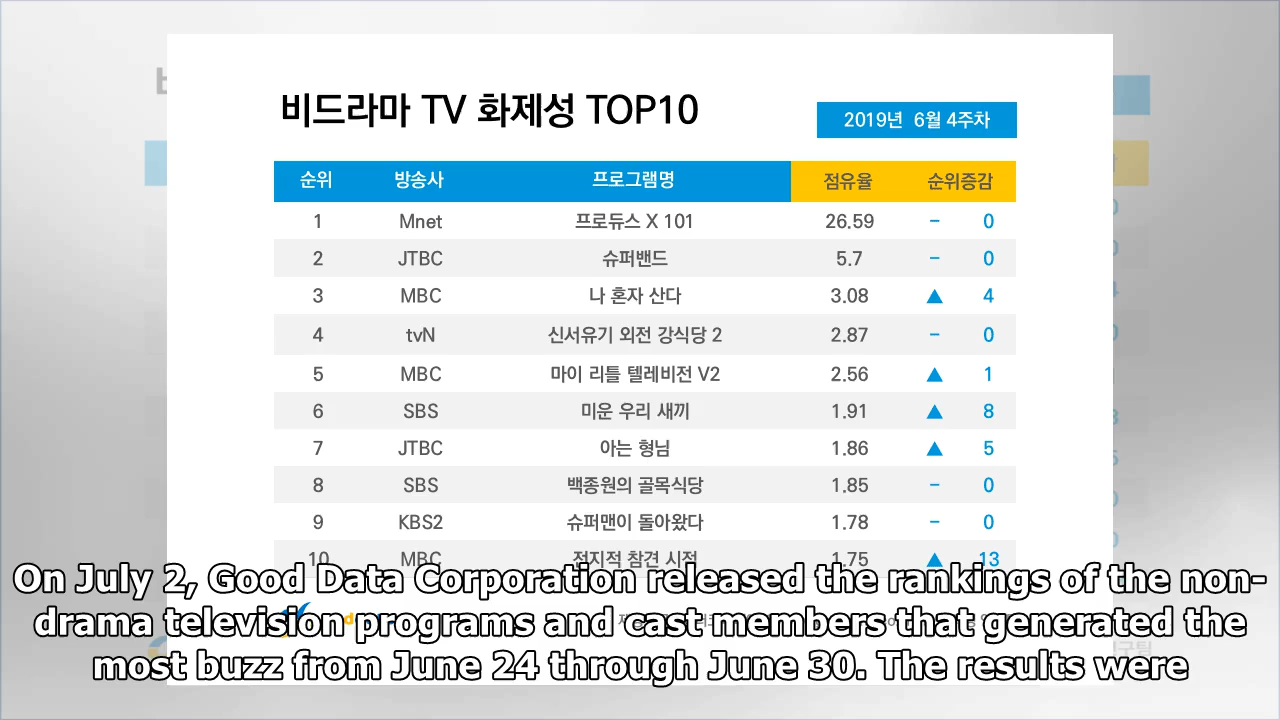 비드라마 TV 화제성 TOP10
2019년 6월 4주차
순위 방송사 프로그램명 점유율 순위증감
1 Mnet 프로듀스 X 101 26.59 – 0
2 JTBC 슈퍼밴드 5.7 – 0
3 MBC 나 혼자 산다 3.08 ▲ 4
4 tvN 신서유기 외전 강식당 2 2.87 – 0
5 MBC 마이 리틀 텔레비전 V2 2.56 ▲ 1
6 SBS 미운 우리 새끼 1.91 ▲ 8
7 JTBC 아는 형님 1.86 ▲ 5
8 SBS 백종원의 골목식당 1.85 – 0
9 KBS2 슈퍼맨이 돌아왔다 1.78 – 0
10 MBC 전지적 참견 시점 1.75 ▲ 13
On July 2, Good Data Corporation released the rankings of the non-
drama television programs and cast members that generated the
most buzz from June 24 through June 30. The results were